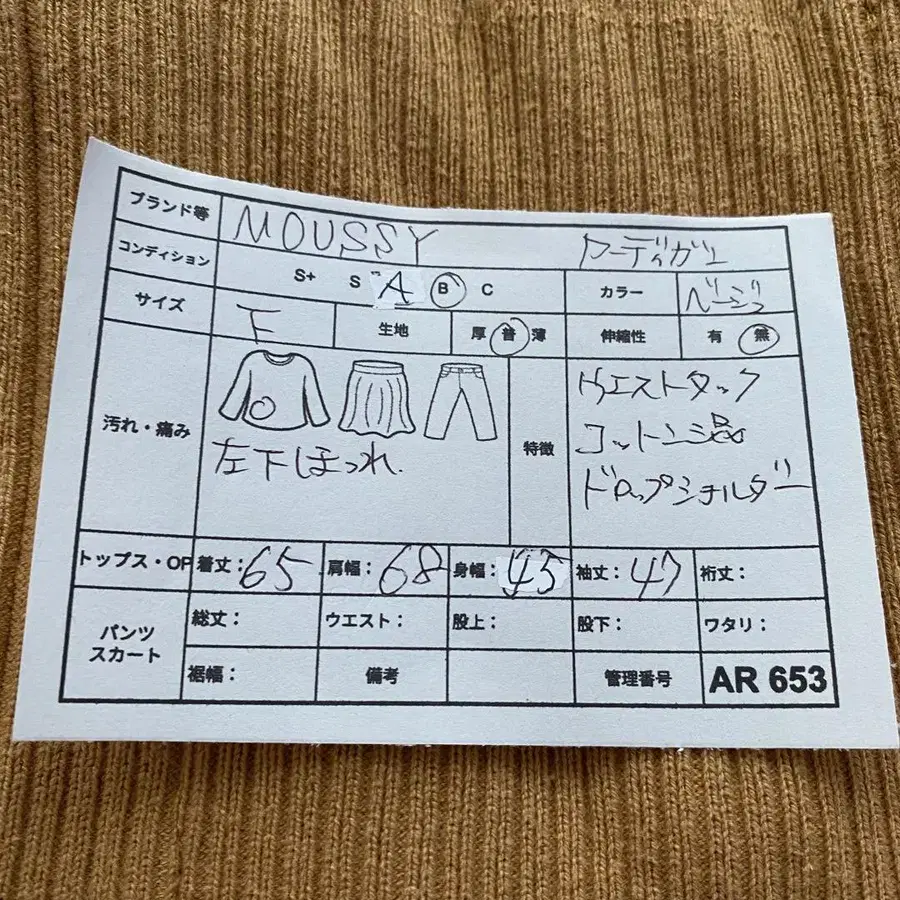 ブランド等 MOUSSY カーディガン
コンディション S+ S A B C カラー ベージュ
サイズ F 生地 厚 普 薄 伸縮性 有 無
汚れ・痛み 左下ほつれ. 特徴 ウエストタック
コットン
ドロップショルダー
トップス・OP 着丈:65 肩幅:68 身幅:45 袖丈:47 裄丈:
パンツ スカート 総丈: ウエスト: 股上: 股下: ワタリ:
裾幅: 備考 管理番号 AR 653